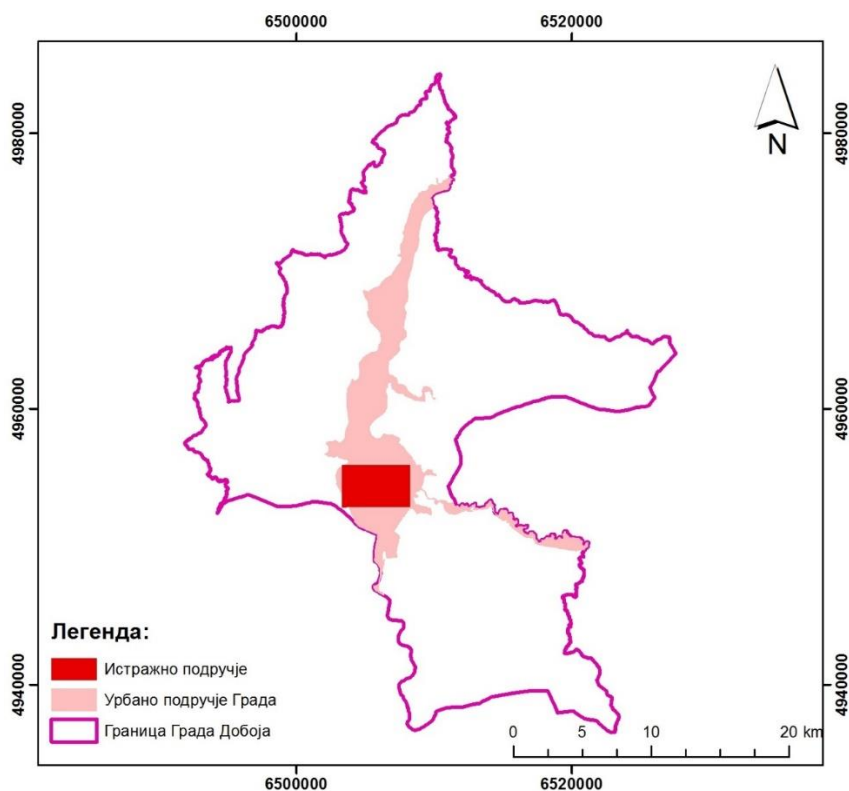 6500000 6520000
4980000 4980000
N
4960000 4960000
Легенда:
Истражно подручје
Урбано подручје Града
Граница Града Добоја
4940000 4940000
0 5 10 20 km
6500000 6520000